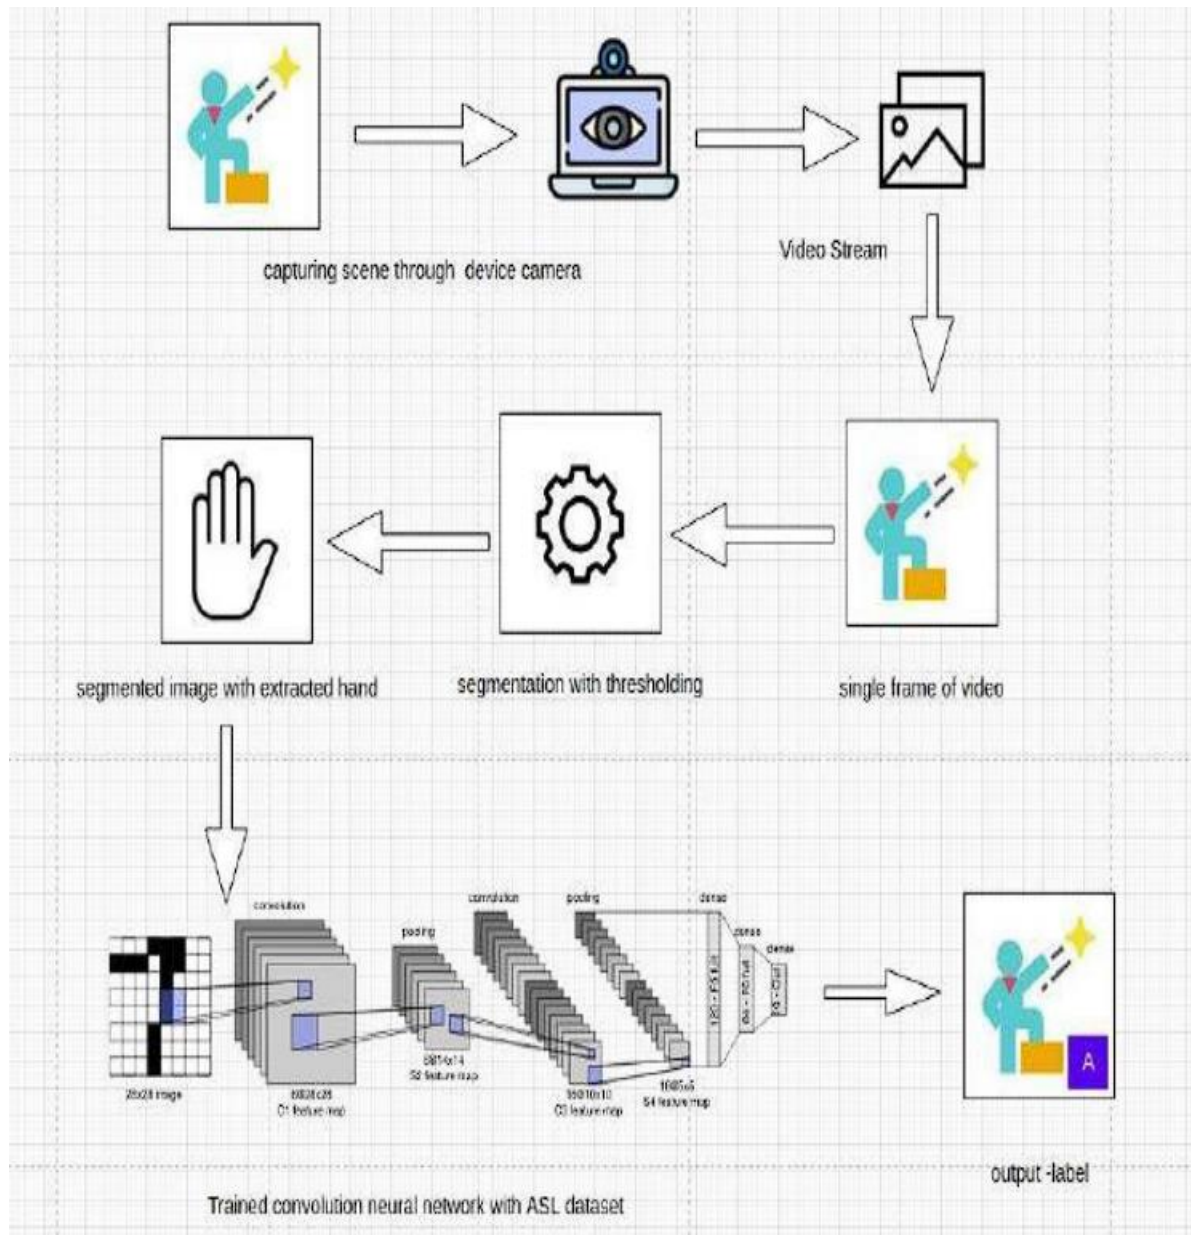 capturing scene through device camera
Video Stream
segmented image with extracted hand
segmentation with thresholding
single frame of video
convolution
pooling
convolution
pooling
dense
dense
dense
28x28 image
C1 feature map
S2 feature map
C3 feature map
S4 feature map
A
output -label
Trained convolution neural network with ASL dataset